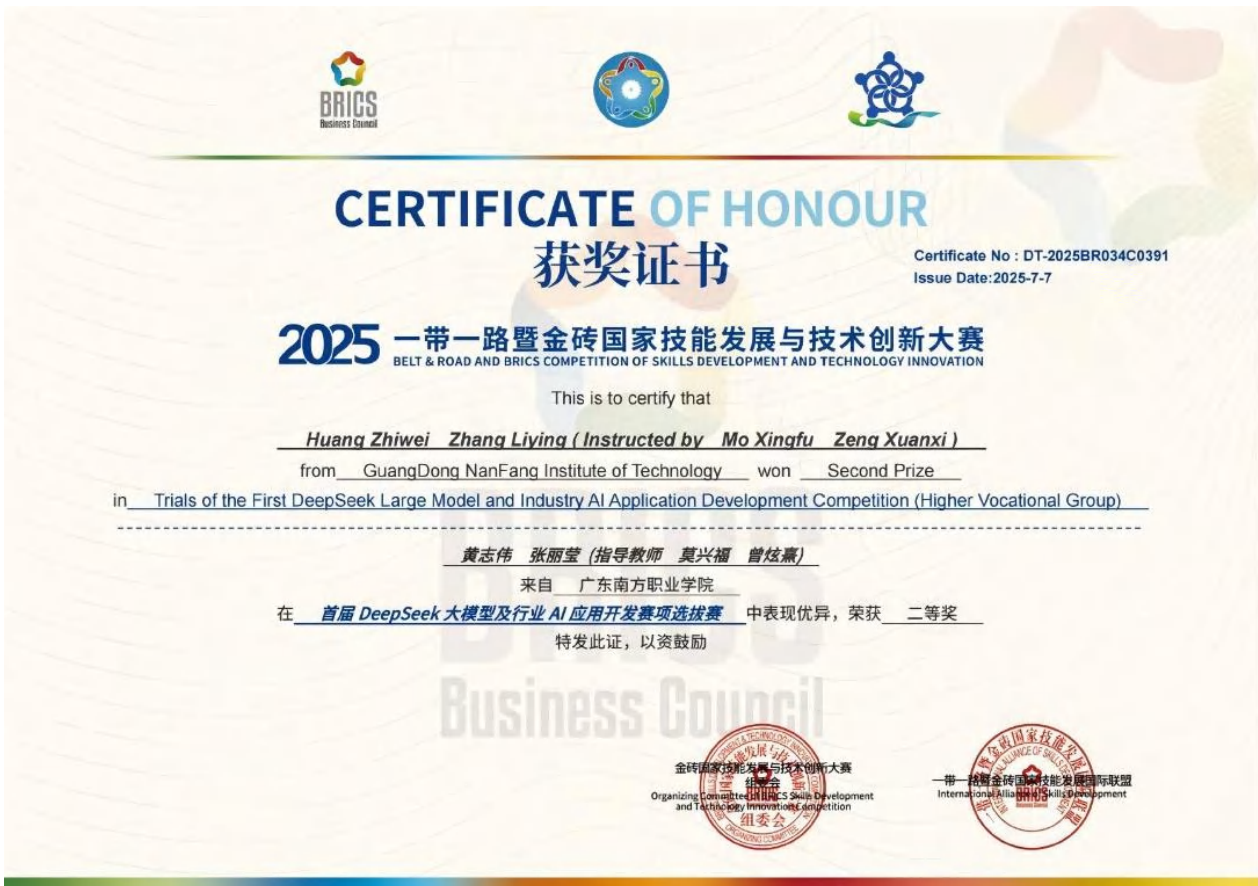 BRICS
Business Council
CERTIFICATE OF HONOUR
获奖证书
Certificate No : DT-2025BR034C0391
Issue Date:2025-7-7
2025 一带一路暨金砖国家技能发展与技术创新大赛
BELT & ROAD AND BRICS COMPETITION OF SKILLS DEVELOPMENT AND TECHNOLOGY INNOVATION
This is to certify that
Huang Zhiwei Zhang Liying ( Instructed by Mo Xingfu Zeng Xuanxi )
from GuangDong NanFang Institute of Technology won Second Prize
in Trials of the First DeepSeek Large Model and Industry AI Application Development Competition (Higher Vocational Group)
黄志伟 张丽莹 (指导教师 莫兴福 曾炫熹)
来自 广东南方职业学院
在 首届 DeepSeek 大模型及行业 AI 应用开发赛项选拔赛 中表现优异，荣获 二等奖
特发此证，以资鼓励
BRICS
Business Council
金砖国家技能发展与技术创新大赛
组委会
Organizing Committee of BRICS Skills Development
and Technology Innovation Competition
组委会
ORGANIZING COMMITTEE
一带一路暨金砖国家技能发展国际联盟
International Alliance of Skills Development
BRICS
Business Council